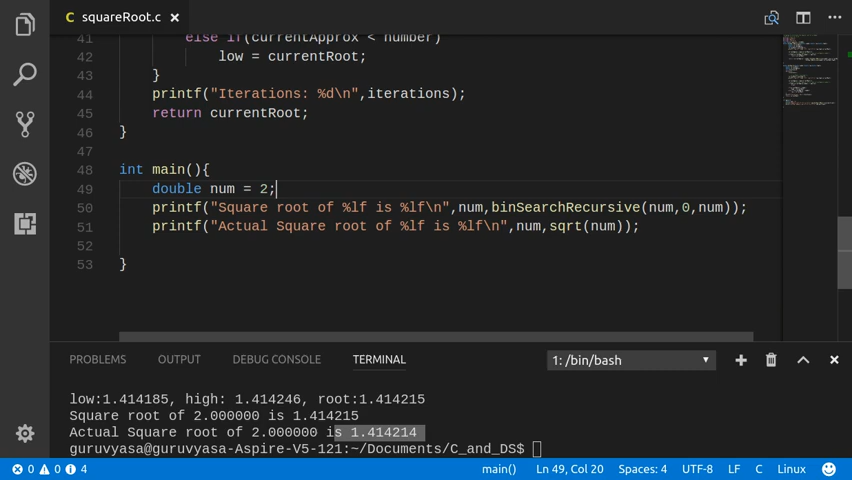 C squareRoot.c ×
41 else if(currentApprox < number)
42 low = currentRoot;
43 }
44 printf("Iterations: %d\n",iterations);
45 return currentRoot;
46 }
47
48 int main(){
49 double num = 2;
50 printf("Square root of %lf is %lf\n",num,binSearchRecursive(num,0,num));
51 printf("Actual Square root of %lf is %lf\n",num,sqrt(num));
52
53 }
PROBLEMS OUTPUT DEBUG CONSOLE TERMINAL 1: /bin/bash
low:1.414185, high: 1.414246, root:1.414215
Square root of 2.000000 is 1.414215
Actual Square root of 2.000000 is 1.414214
guruvyasa@guruvyasa-Aspire-V5-121:~/Documents/C_and_DS$
0 0 4 main() Ln 49, Col 20 Spaces: 4 UTF-8 LF C Linux